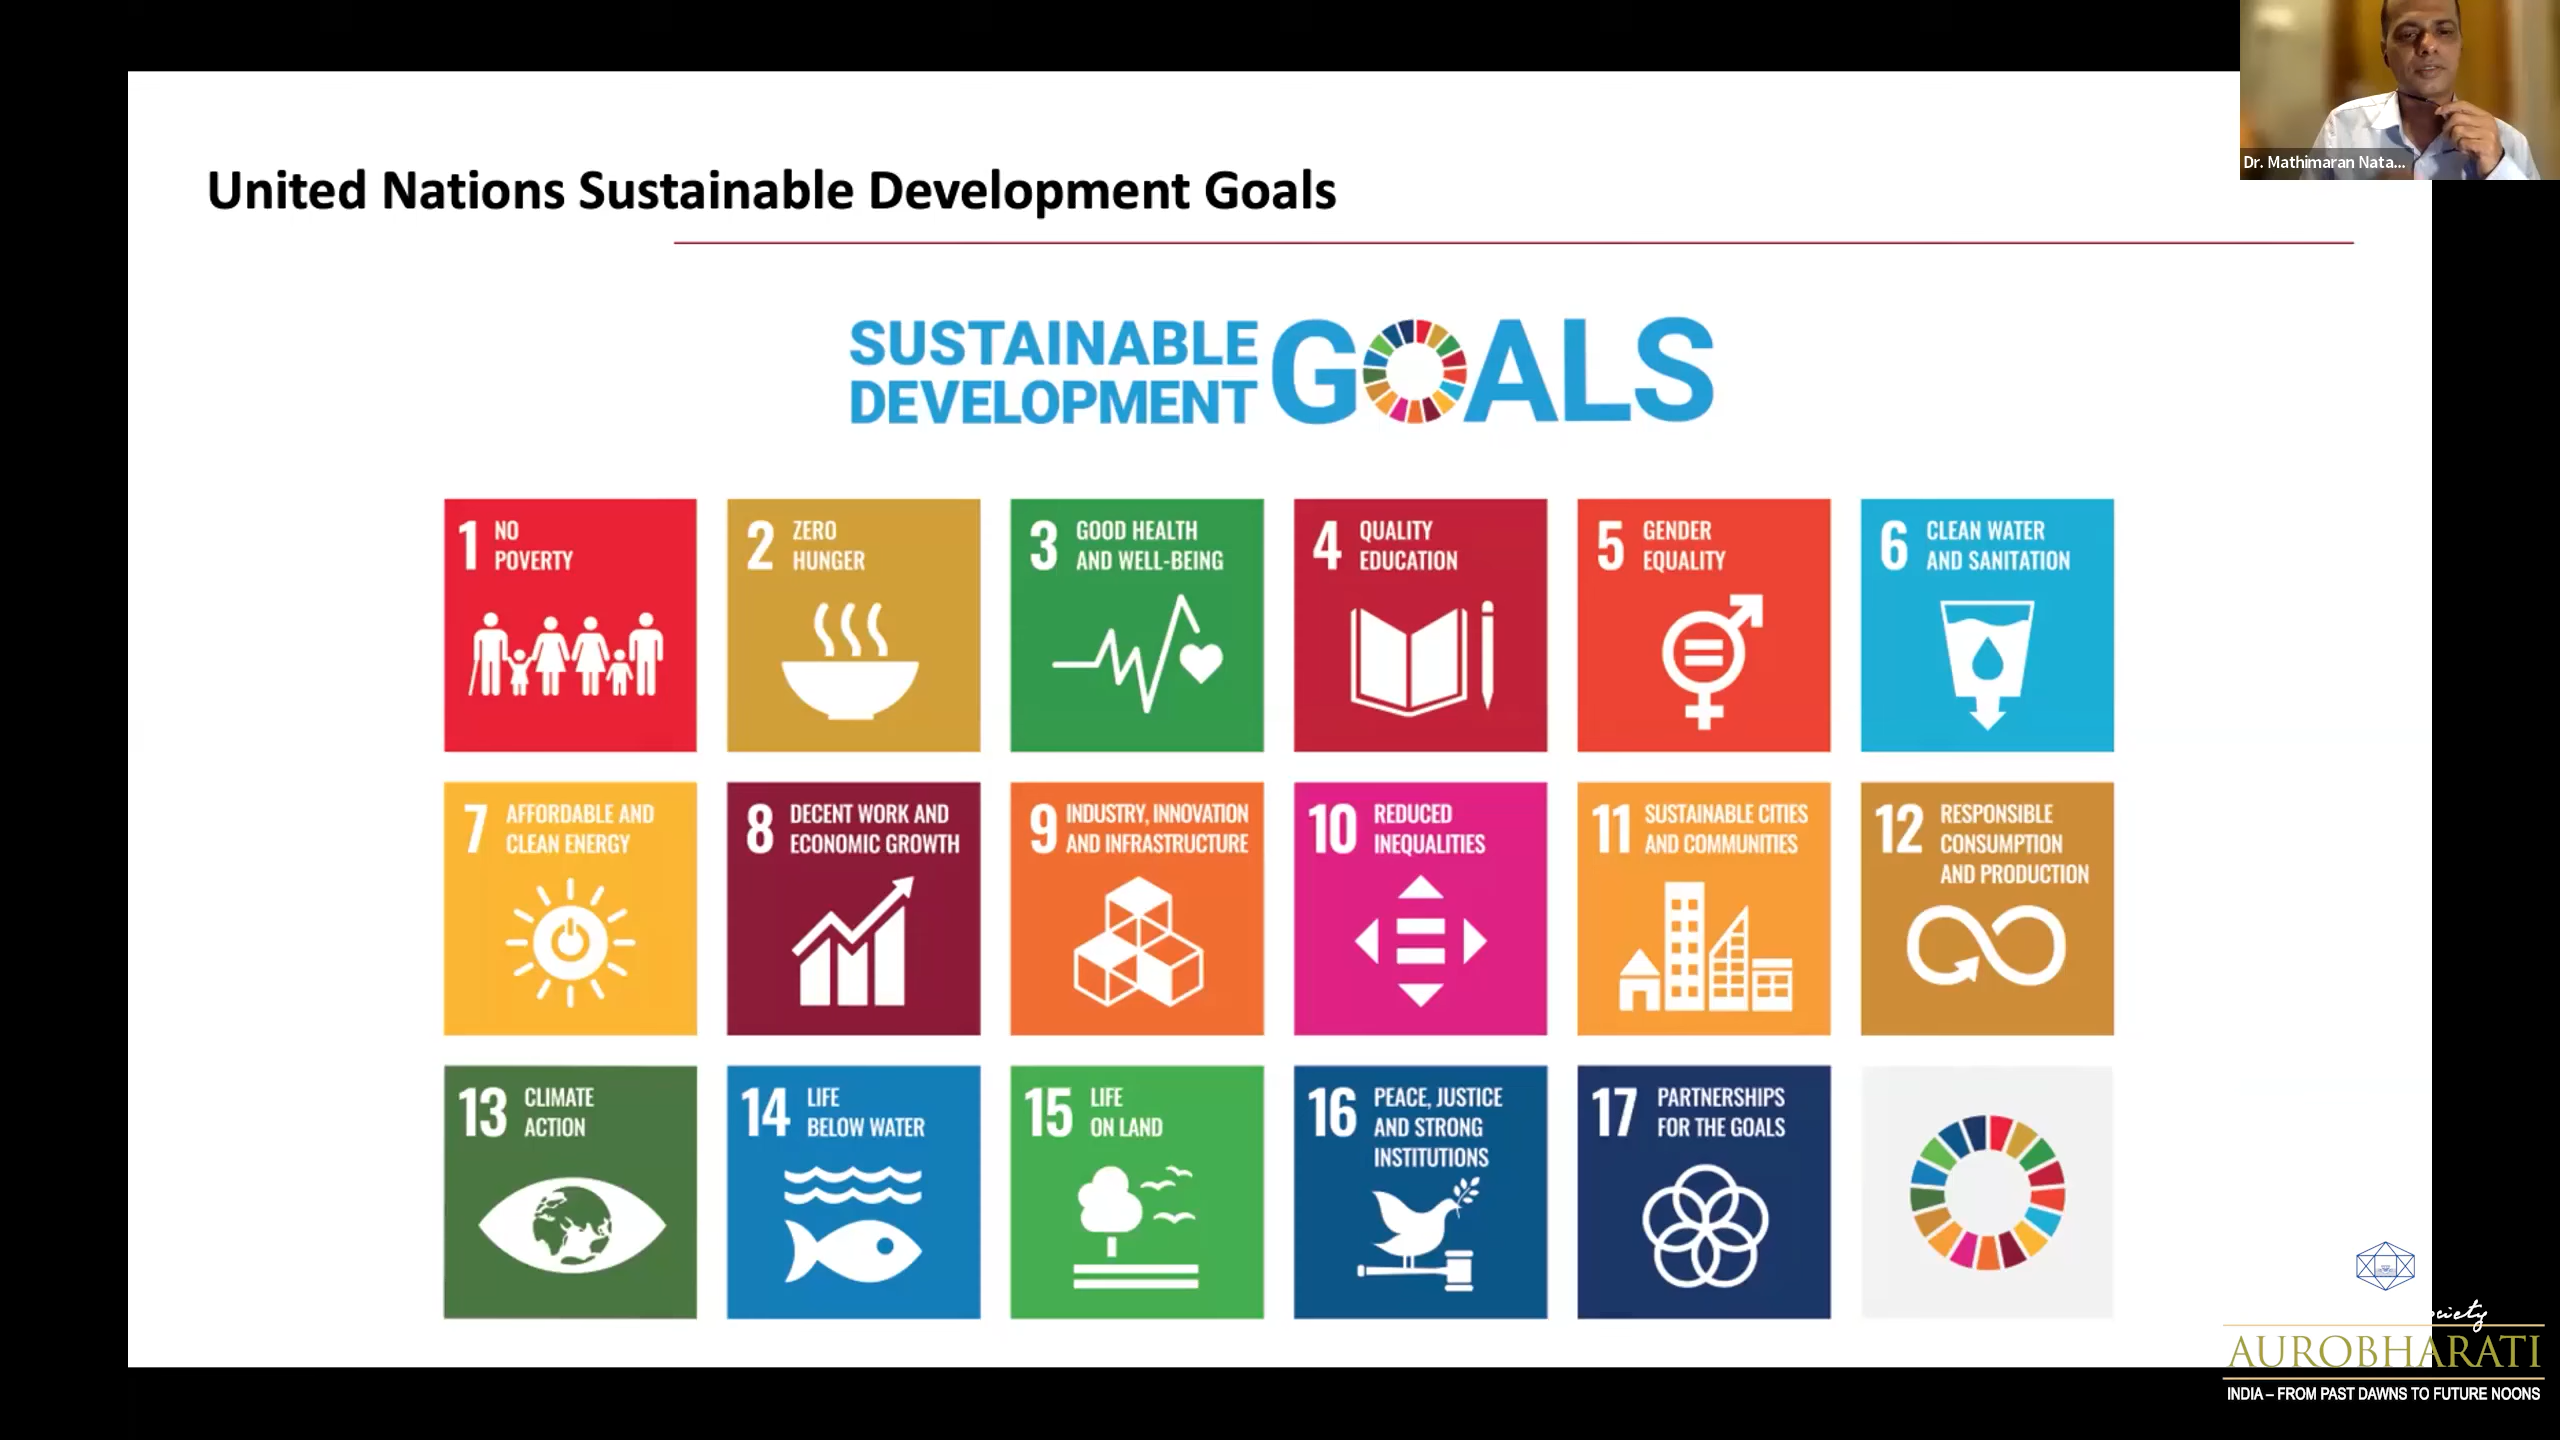 Dr. Mathimaran Nata...
United Nations Sustainable Development Goals
SUSTAINABLE
DEVELOPMENT
GOALS
1 NO
POVERTY
2 ZERO
HUNGER
3 GOOD HEALTH
AND WELL-BEING
4 QUALITY
EDUCATION
5 GENDER
EQUALITY
6 CLEAN WATER
AND SANITATION
7 AFFORDABLE AND
CLEAN ENERGY
8 DECENT WORK AND
ECONOMIC GROWTH
9 INDUSTRY, INNOVATION
AND INFRASTRUCTURE
10 REDUCED
INEQUALITIES
11 SUSTAINABLE CITIES
AND COMMUNITIES
12 RESPONSIBLE
CONSUMPTION
AND PRODUCTION
13 CLIMATE
ACTION
14 LIFE
BELOW WATER
15 LIFE
ON LAND
16 PEACE, JUSTICE
AND STRONG
INSTITUTIONS
17 PARTNERSHIPS
FOR THE GOALS
AUROBHARATI
INDIA – FROM PAST DAWNS TO FUTURE NOONS